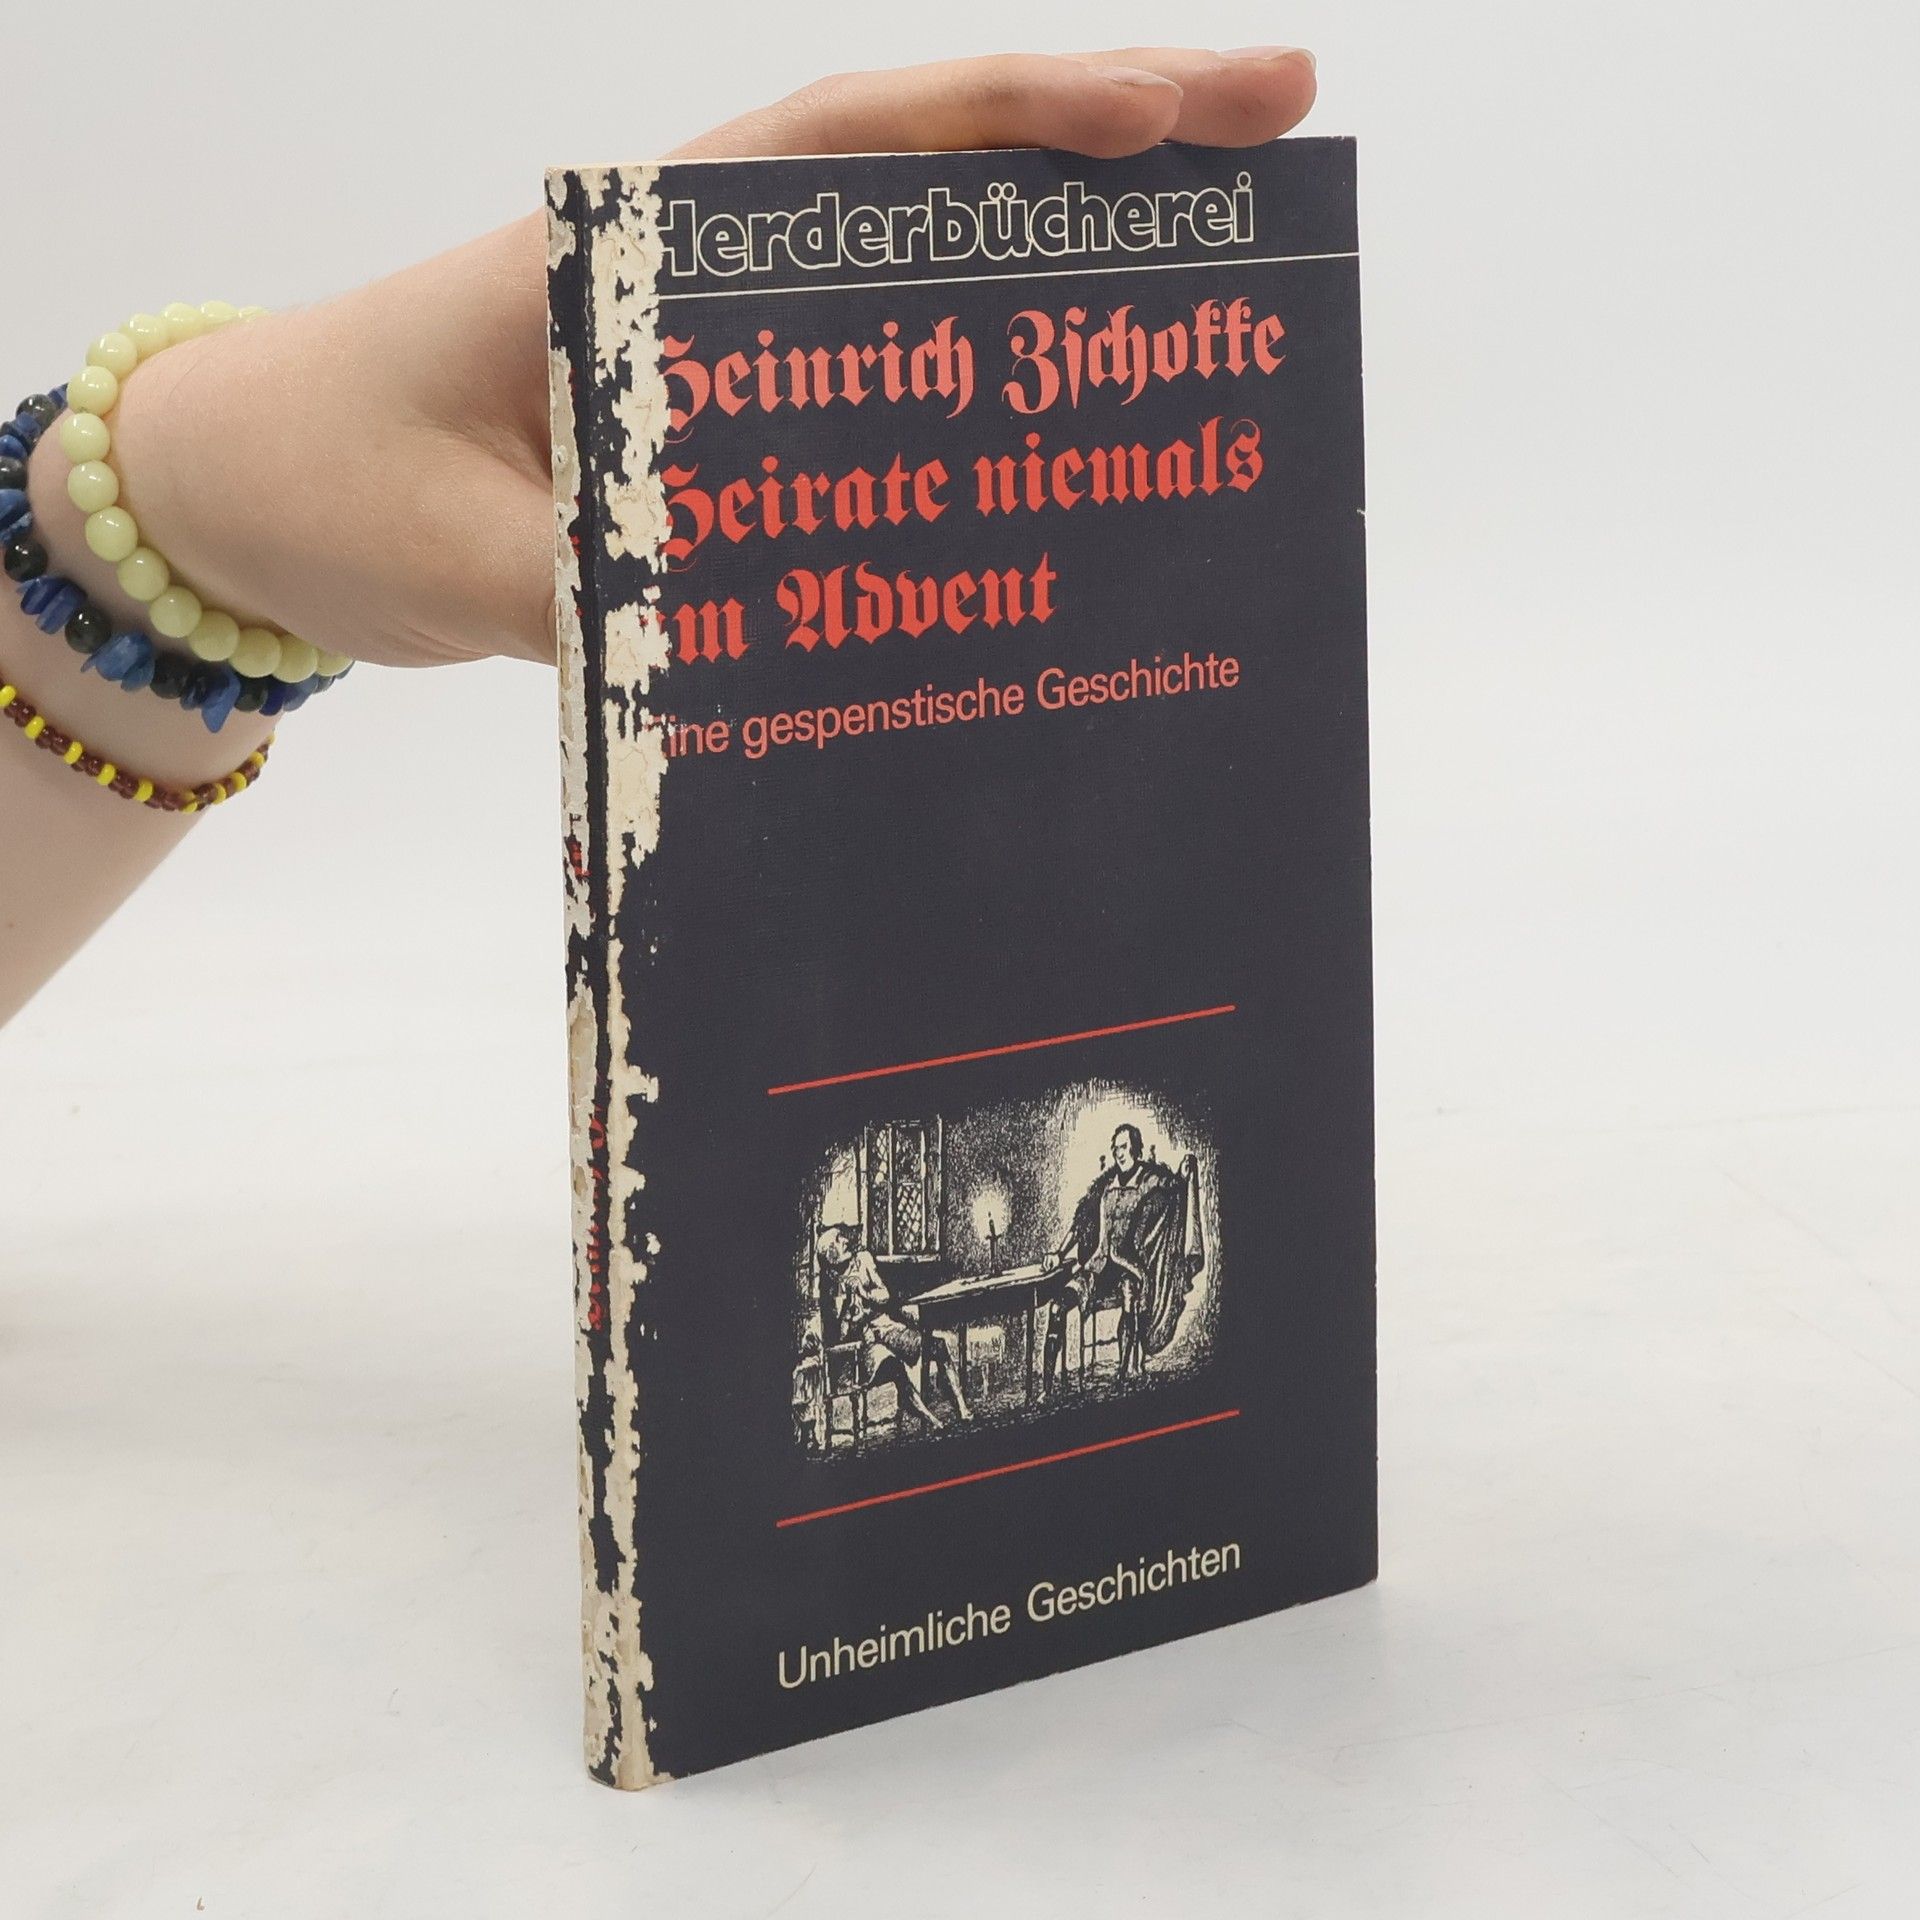 Herderbücherei
Heinrich Zschokke
Heirate niemals
im Advent
Eine gespenstische Geschichte
Unheimliche Geschichten